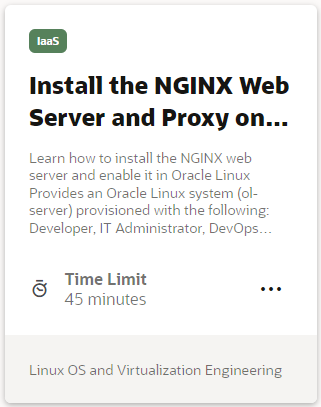 IaaS
Install the NGINX Web
Server and Proxy on...
Learn how to install the NGINX web
server and enable it in Oracle Linux
Provides an Oracle Linux system (ol-
server) provisioned with the following:
Developer, IT Administrator, DevOps...
Time Limit
45 minutes
Linux OS and Virtualization Engineering